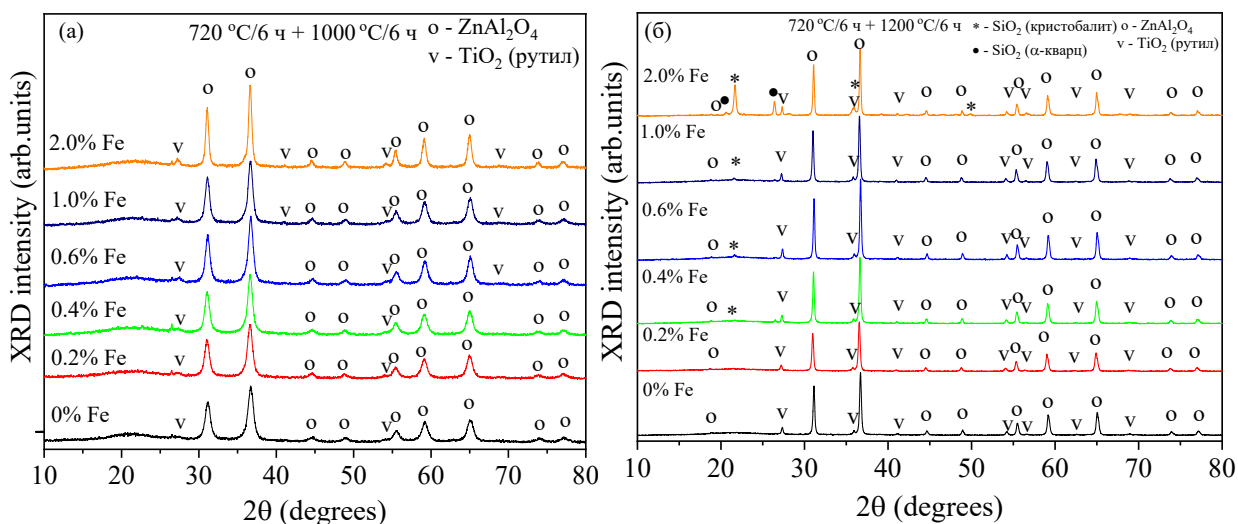 (а)
720 °C/6 ч + 1000 °C/6 ч
o - ZnAl2O4
v - TiO2 (рутил)
2.0% Fe
1.0% Fe
0.6% Fe
0.4% Fe
0.2% Fe
0% Fe
XRD intensity (arb.units)
10 20 30 40 50 60 70 80
2θ (degrees)
(б)
720 °C/6 ч + 1200 °C/6 ч
* - SiO2 (кристобалит) o - ZnAl2O4
● - SiO2 (α-кварц) v - TiO2 (рутил)
2.0% Fe
1.0% Fe
0.6% Fe
0.4% Fe
0.2% Fe
0% Fe
XRD intensity (arb.units)
10 20 30 40 50 60 70 80
2θ (degrees)